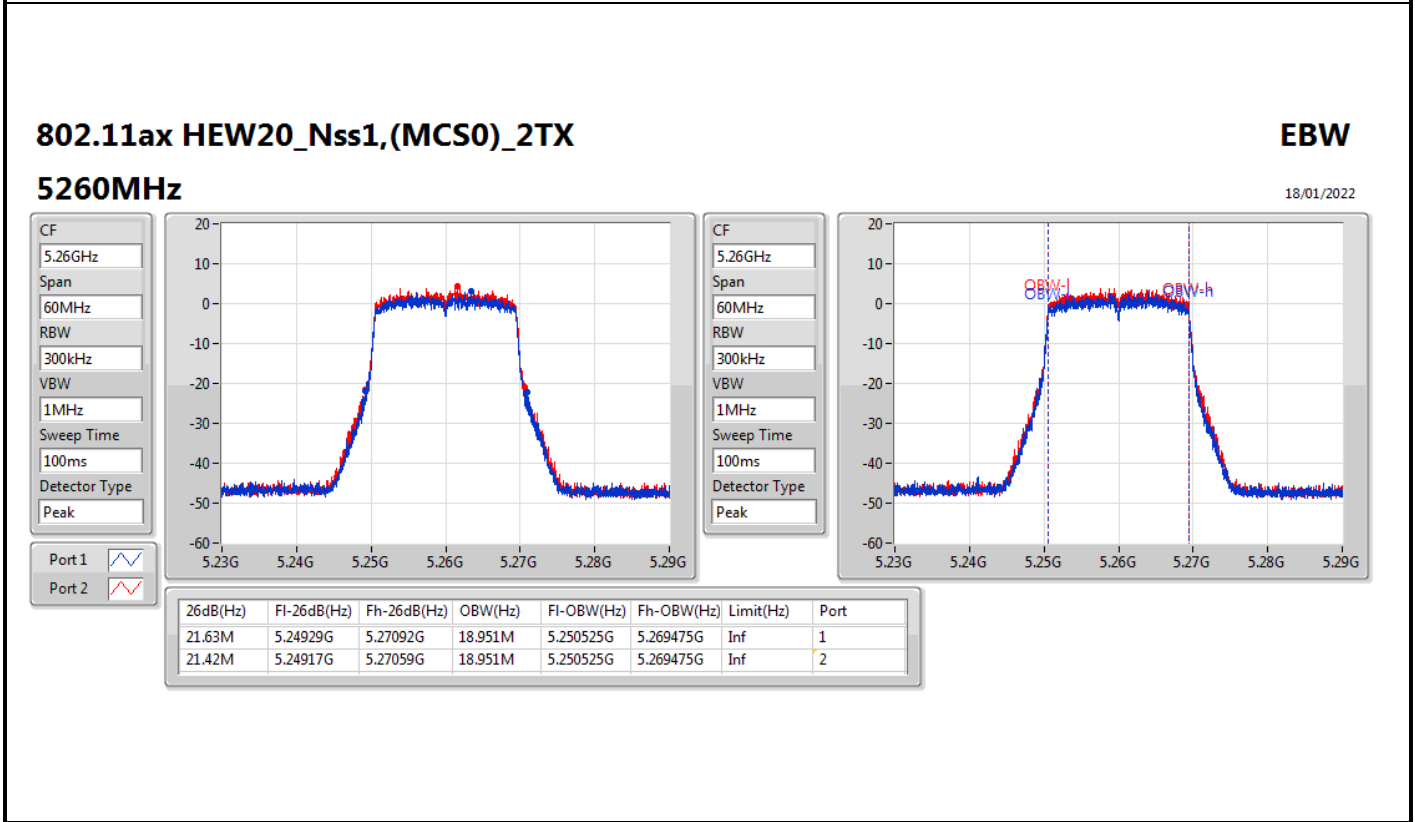 802.11ax HEW20_Nss1,(MCS0)_2TX
EBW
5260MHz
18/01/2022
CF
5.26GHz
Span
60MHz
RBW
300kHz
VBW
1MHz
Sweep Time
100ms
Detector Type
Peak
Port 1
Port 2
20
10
0
-10
-20
-30
-40
-50
-60
5.23G 5.24G 5.25G 5.26G 5.27G 5.28G 5.29G
CF
5.26GHz
Span
60MHz
RBW
300kHz
VBW
1MHz
Sweep Time
100ms
Detector Type
Peak
20
10
0
-10
-20
-30
-40
-50
-60
OBW-l
OBW-l
OBW-h
OBW-h
5.23G 5.24G 5.25G 5.26G 5.27G 5.28G 5.29G
26dB(Hz) Fl-26dB(Hz) Fh-26dB(Hz) OBW(Hz) Fl-OBW(Hz) Fh-OBW(Hz) Limit(Hz) Port
21.63M 5.24929G 5.27092G 18.951M 5.250525G 5.269475G Inf 1
21.42M 5.24917G 5.27059G 18.951M 5.250525G 5.269475G Inf 2